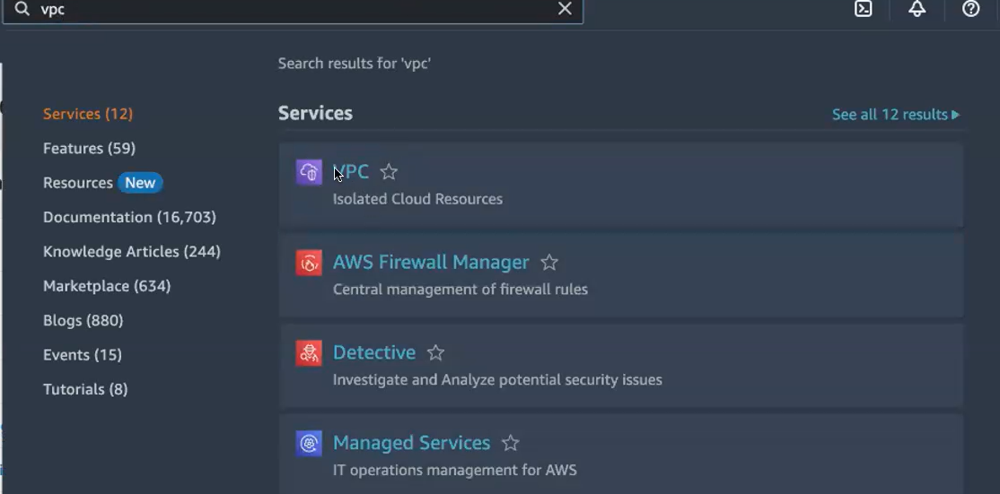 vpc
Search results for 'vpc'
Services (12)
Features (59)
Resources New
Documentation (16,703)
Knowledge Articles (244)
Marketplace (634)
Blogs (880)
Events (15)
Tutorials (8)
Services
See all 12 results
VPC
Isolated Cloud Resources
AWS Firewall Manager
Central management of firewall rules
Detective
Investigate and Analyze potential security issues
Managed Services
IT operations management for AWS